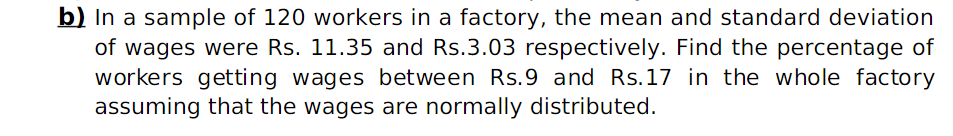 b) In a sample of 120 workers in a factory, the mean and standard deviation
of wages were Rs. 11.35 and Rs.3.03 respectively. Find the percentage of
workers getting wages between Rs.9 and Rs.17 in the whole factory
assuming that the wages are normally distributed.